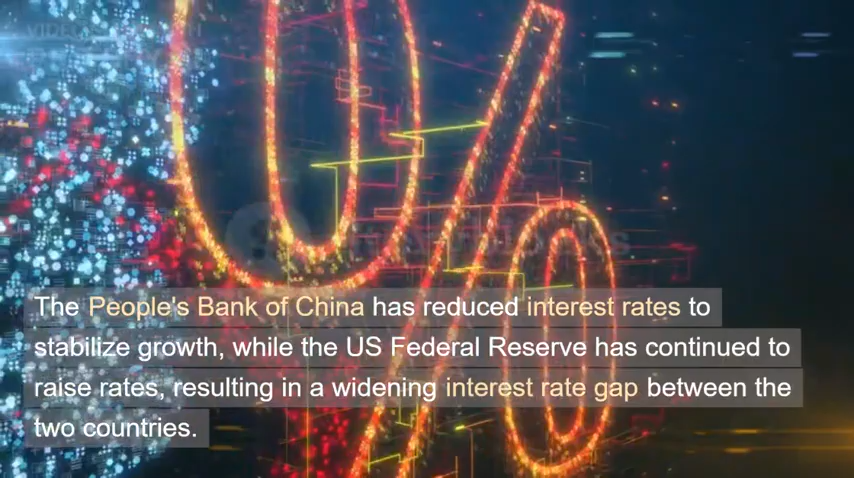 The People's Bank of China has reduced interest rates to
stabilize growth, while the US Federal Reserve has continued to
raise rates, resulting in a widening interest rate gap between the
two countries.